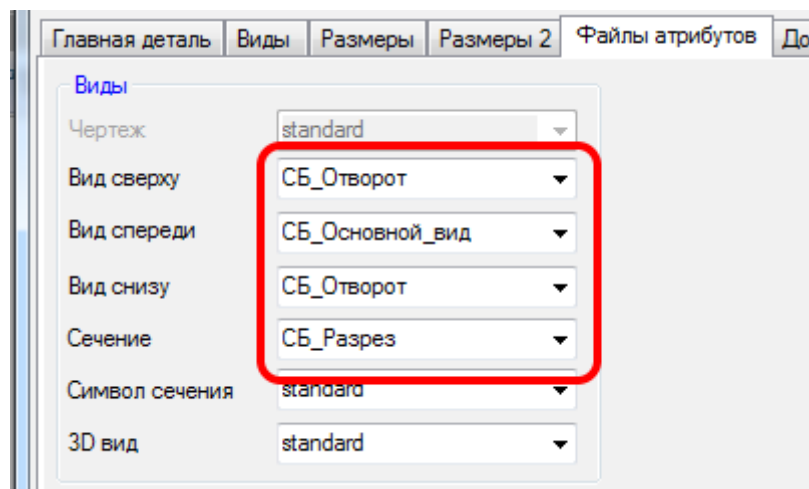 Главная деталь Виды Размеры Размеры 2 Файлы атрибутов До
Виды
Чертеж standard
Вид сверху СБ_Отворот
Вид спереди СБ_Основной_вид
Вид снизу СБ_Отворот
Сечение СБ_Разрез
Символ сечения standard
3D вид standard